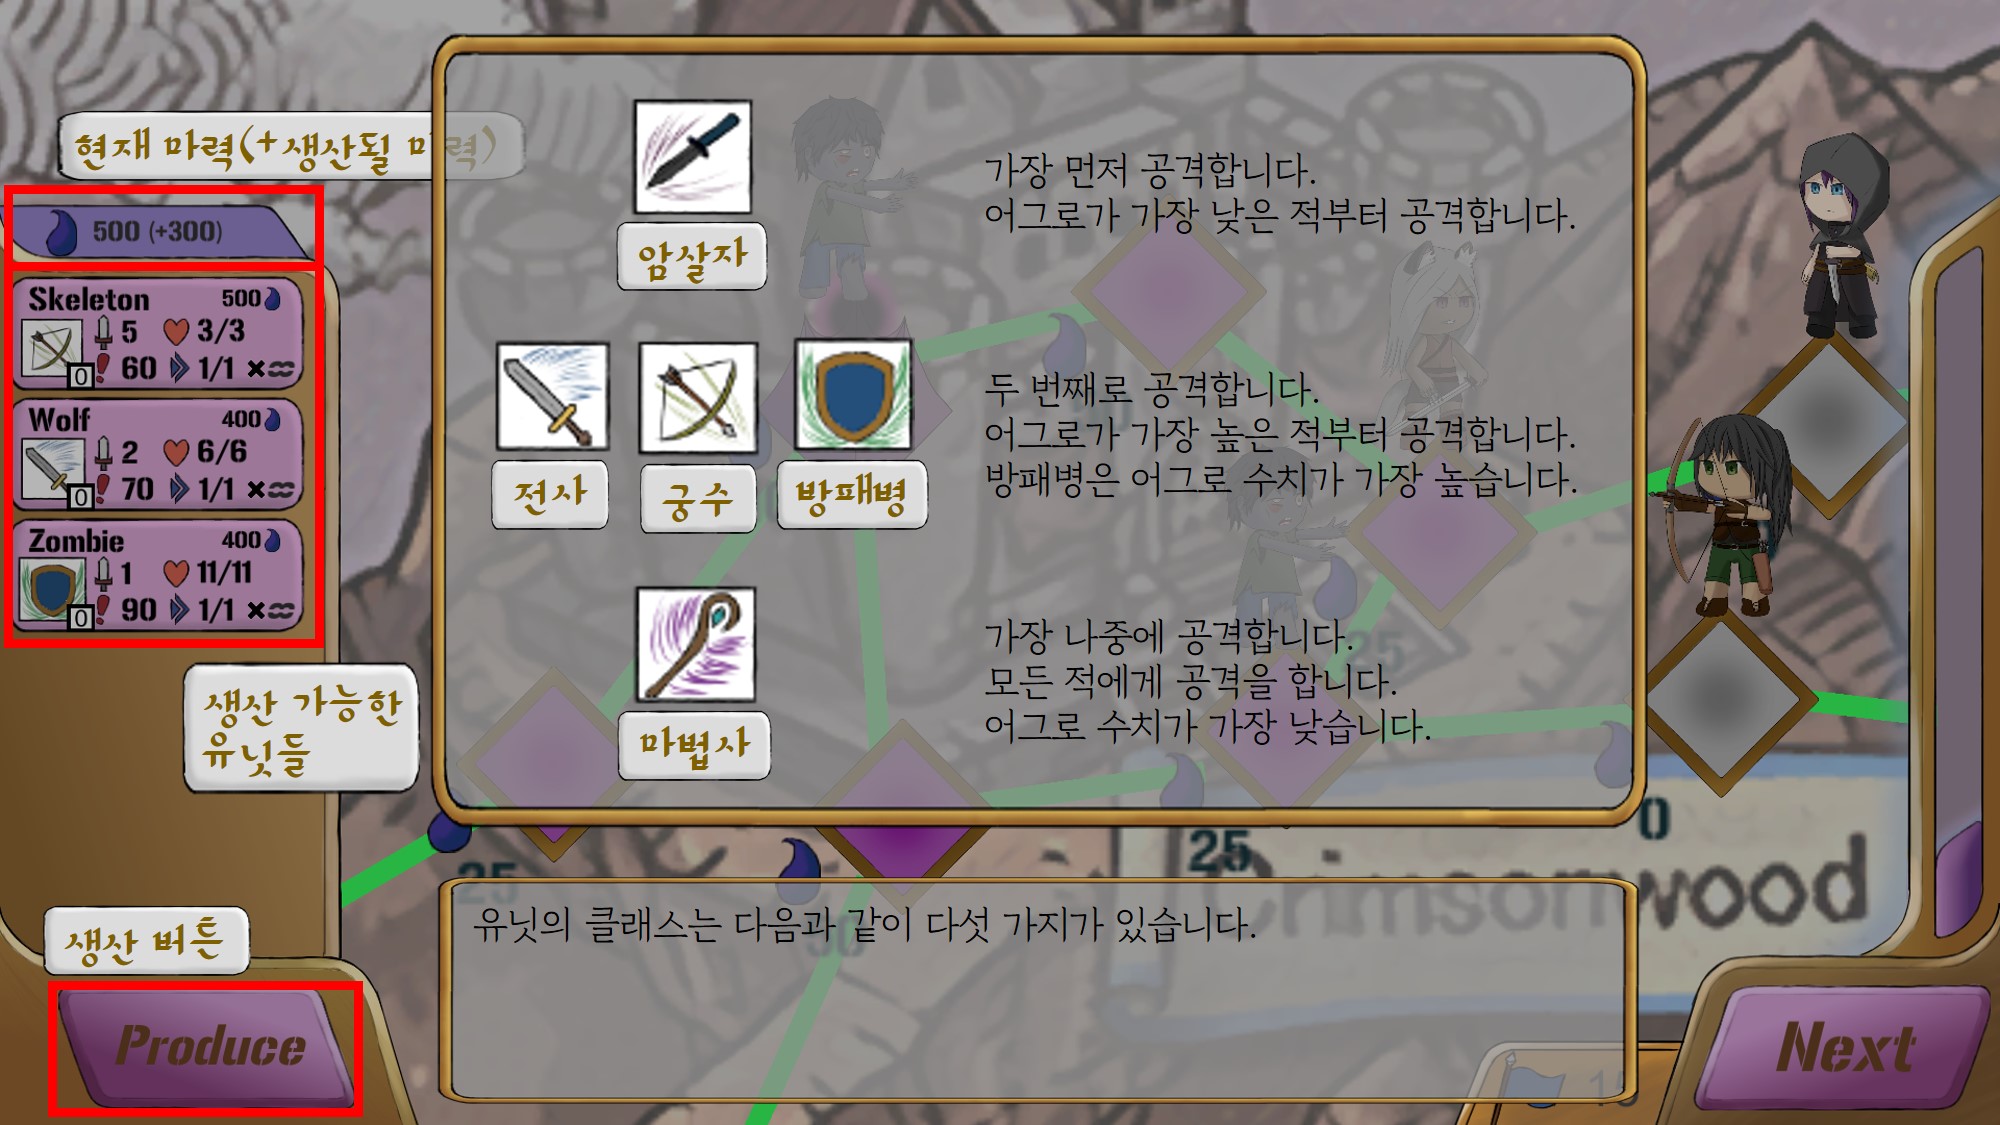 현재 마력(+생산될 마력)
500 (+300)
Skeleton 500
5 3/3
0 60 1/1
Wolf 400
2 6/6
0 70 1/1
Zombie 400
1 11/11
0 90 1/1
생산 가능한
유닛들
생산 버튼
Produce
암살자
가장 먼저 공격합니다.
어그로가 가장 낮은 적부터 공격합니다.
전사
궁수
방패병
두 번째로 공격합니다.
어그로가 가장 높은 적부터 공격합니다.
방패병은 어그로 수치가 가장 높습니다.
마법사
가장 나중에 공격합니다.
모든 적에게 공격을 합니다.
어그로 수치가 가장 낮습니다.
25
25
25
0
Crimsonwood
유닛의 클래스는 다음과 같이 다섯 가지가 있습니다.
50
Next